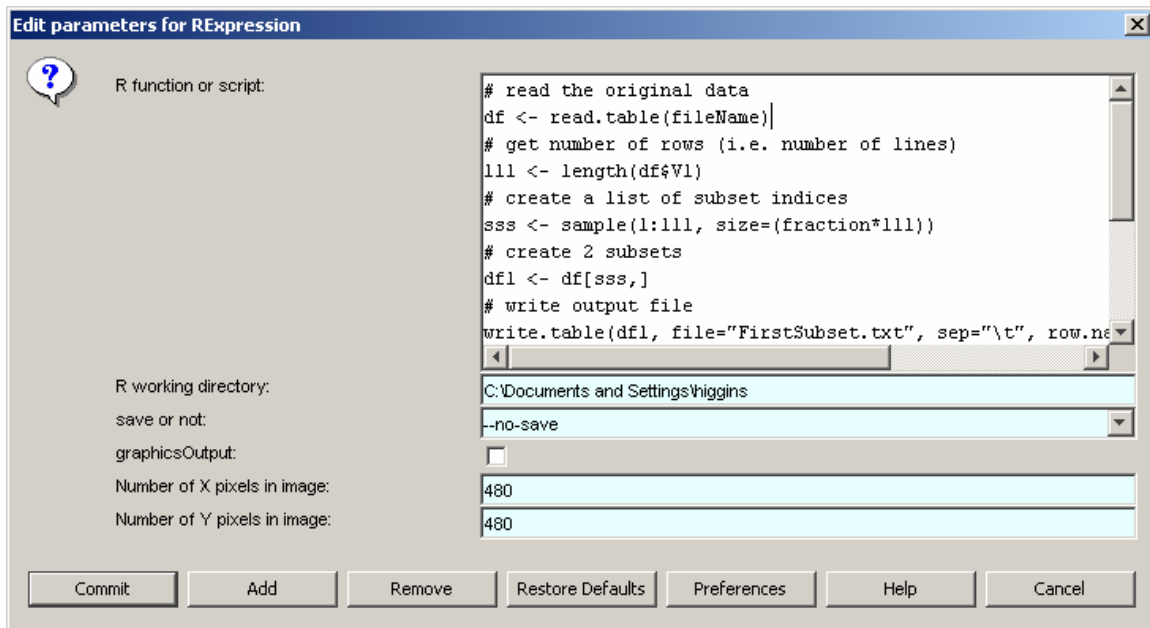 Edit parameters for RExpression
R function or script:
# read the original data
df <- read.table(fileName)
# get number of rows (i.e. number of lines)
lll <- length(df$V1)
# create a list of subset indices
sss <- sample(1:lll, size=(fraction*lll))
# create 2 subsets
df1 <- df[sss,]
# write output file
write.table(df1, file="FirstSubset.txt", sep="\t", row.na
R working directory:
C:\Documents and Settings\higgins
save or not:
--no-save
graphicsOutput:
Number of X pixels in image:
480
Number of Y pixels in image:
480
Commit
Add
Remove
Restore Defaults
Preferences
Help
Cancel